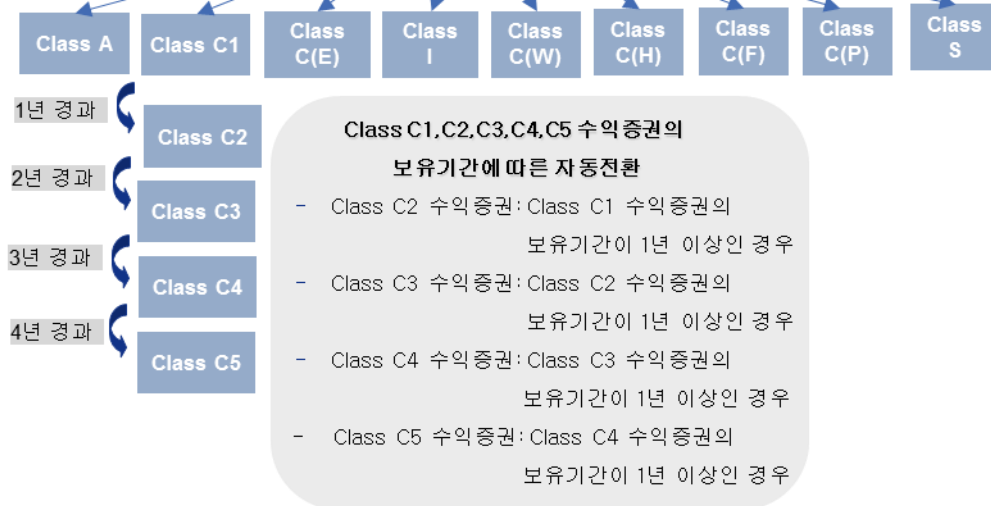 Class A
Class C1
Class
C(E)
Class
I
Class
C(W)
Class
C(H)
Class
C(F)
Class
C(P)
Class
S
1년 경과
Class C2
2년 경과
Class C3
3년 경과
Class C4
4년 경과
Class C5
Class C1,C2,C3,C4,C5 수익증권의
보유기간에 따른 자동전환
- Class C2 수익증권: Class C1 수익증권의
보유기간이 1년 이상인 경우
- Class C3 수익증권: Class C2 수익증권의
보유기간이 1년 이상인 경우
- Class C4 수익증권: Class C3 수익증권의
보유기간이 1년 이상인 경우
- Class C5 수익증권: Class C4 수익증권의
보유기간이 1년 이상인 경우